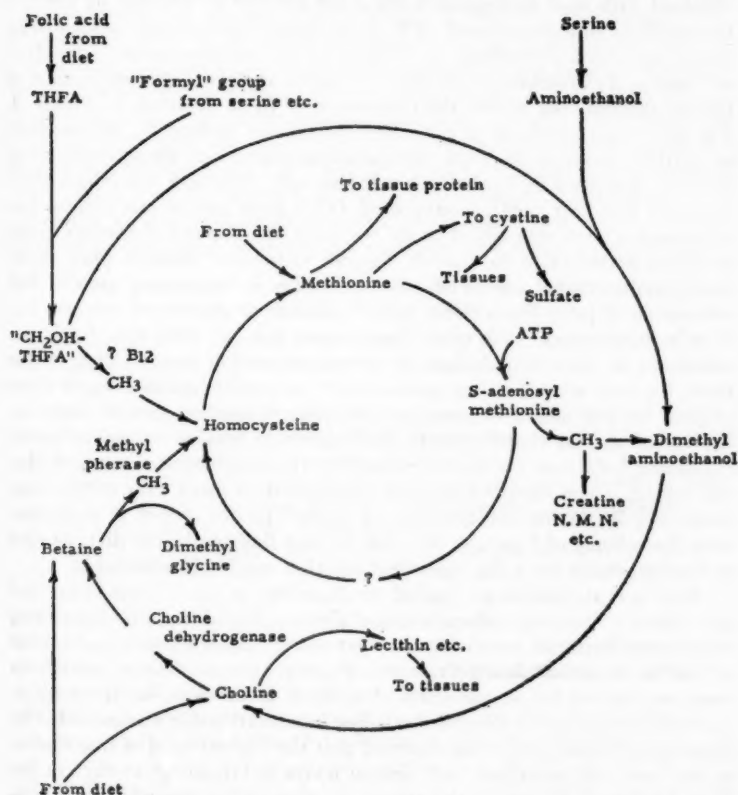 Folic acid
from
diet
Serine
THFA
"Formyl" group
from serine etc.
Aminoethanol
To tissue protein
From diet
To cystine
Methionine
Tissues
Sulfate
"CH2OH-
THFA"
? B12
CH3
ATP
Homocysteine
S-adenosyl
methionine
CH3
Dimethyl
aminoethanol
Methyl
pherase
CH3
Creatine
N. M. N.
etc.
Betaine
Dimethyl
glycine
?
Choline
dehydrogenase
Lecithin etc.
To tissues
Choline
From diet